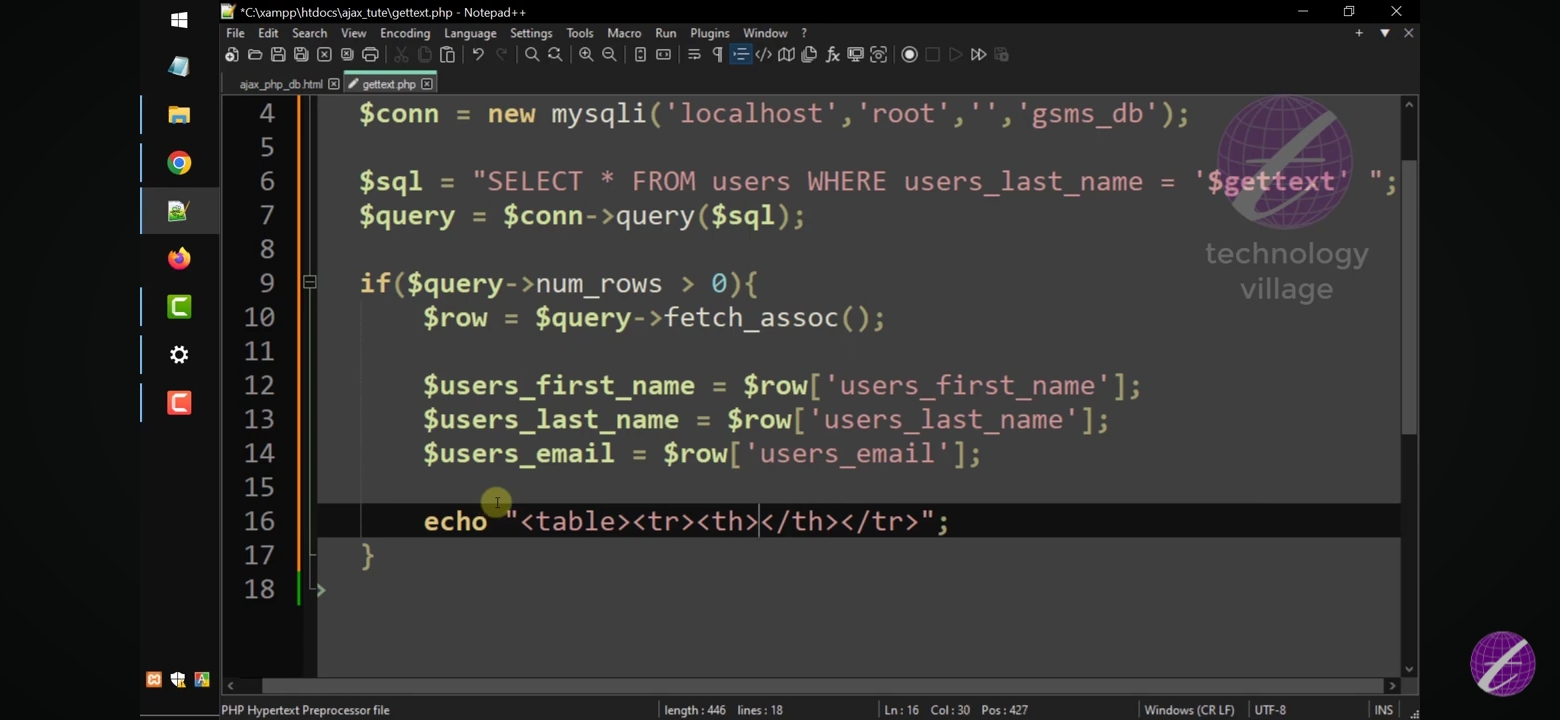 *C:\xampp\htdocs\ajax_tute\gettext.php - Notepad++
File Edit Search View Encoding Language Settings Tools Macro Run Plugins Window ?
ajax_php_db.html gettext.php
4 $conn = new mysqli('localhost','root','','gsms_db');
5
6 $sql = "SELECT * FROM users WHERE users_last_name = '$gettext' ";
7 $query = $conn->query($sql);
8
9 if($query->num_rows > 0){
10 $row = $query->fetch_assoc();
11
12 $users_first_name = $row['users_first_name'];
13 $users_last_name = $row['users_last_name'];
14 $users_email = $row['users_email'];
15
16 echo "<table><tr><th></th></tr>";
17 }
18 >
technology
village
PHP Hypertext Preprocessor file length : 446 lines : 18 Ln : 16 Col : 30 Pos : 427 Windows (CR LF) UTF-8 INS